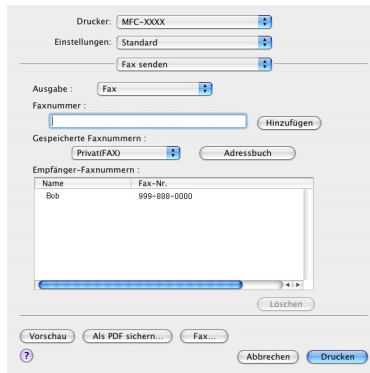 Drucker: MFC-XXXX
Einstellungen: Standard
Fax senden
Ausgabe : Fax
Faxnummer :
Hinzufügen
Gespeicherte Faxnummern :
Privat(FAX) Adressbuch
Empfänger-Faxnummern :
Name Fax-Nr.
Bob 999-888-0000
Löschen
Vorschau Als PDF sichern... Fax...
? Abbrechen Drucken